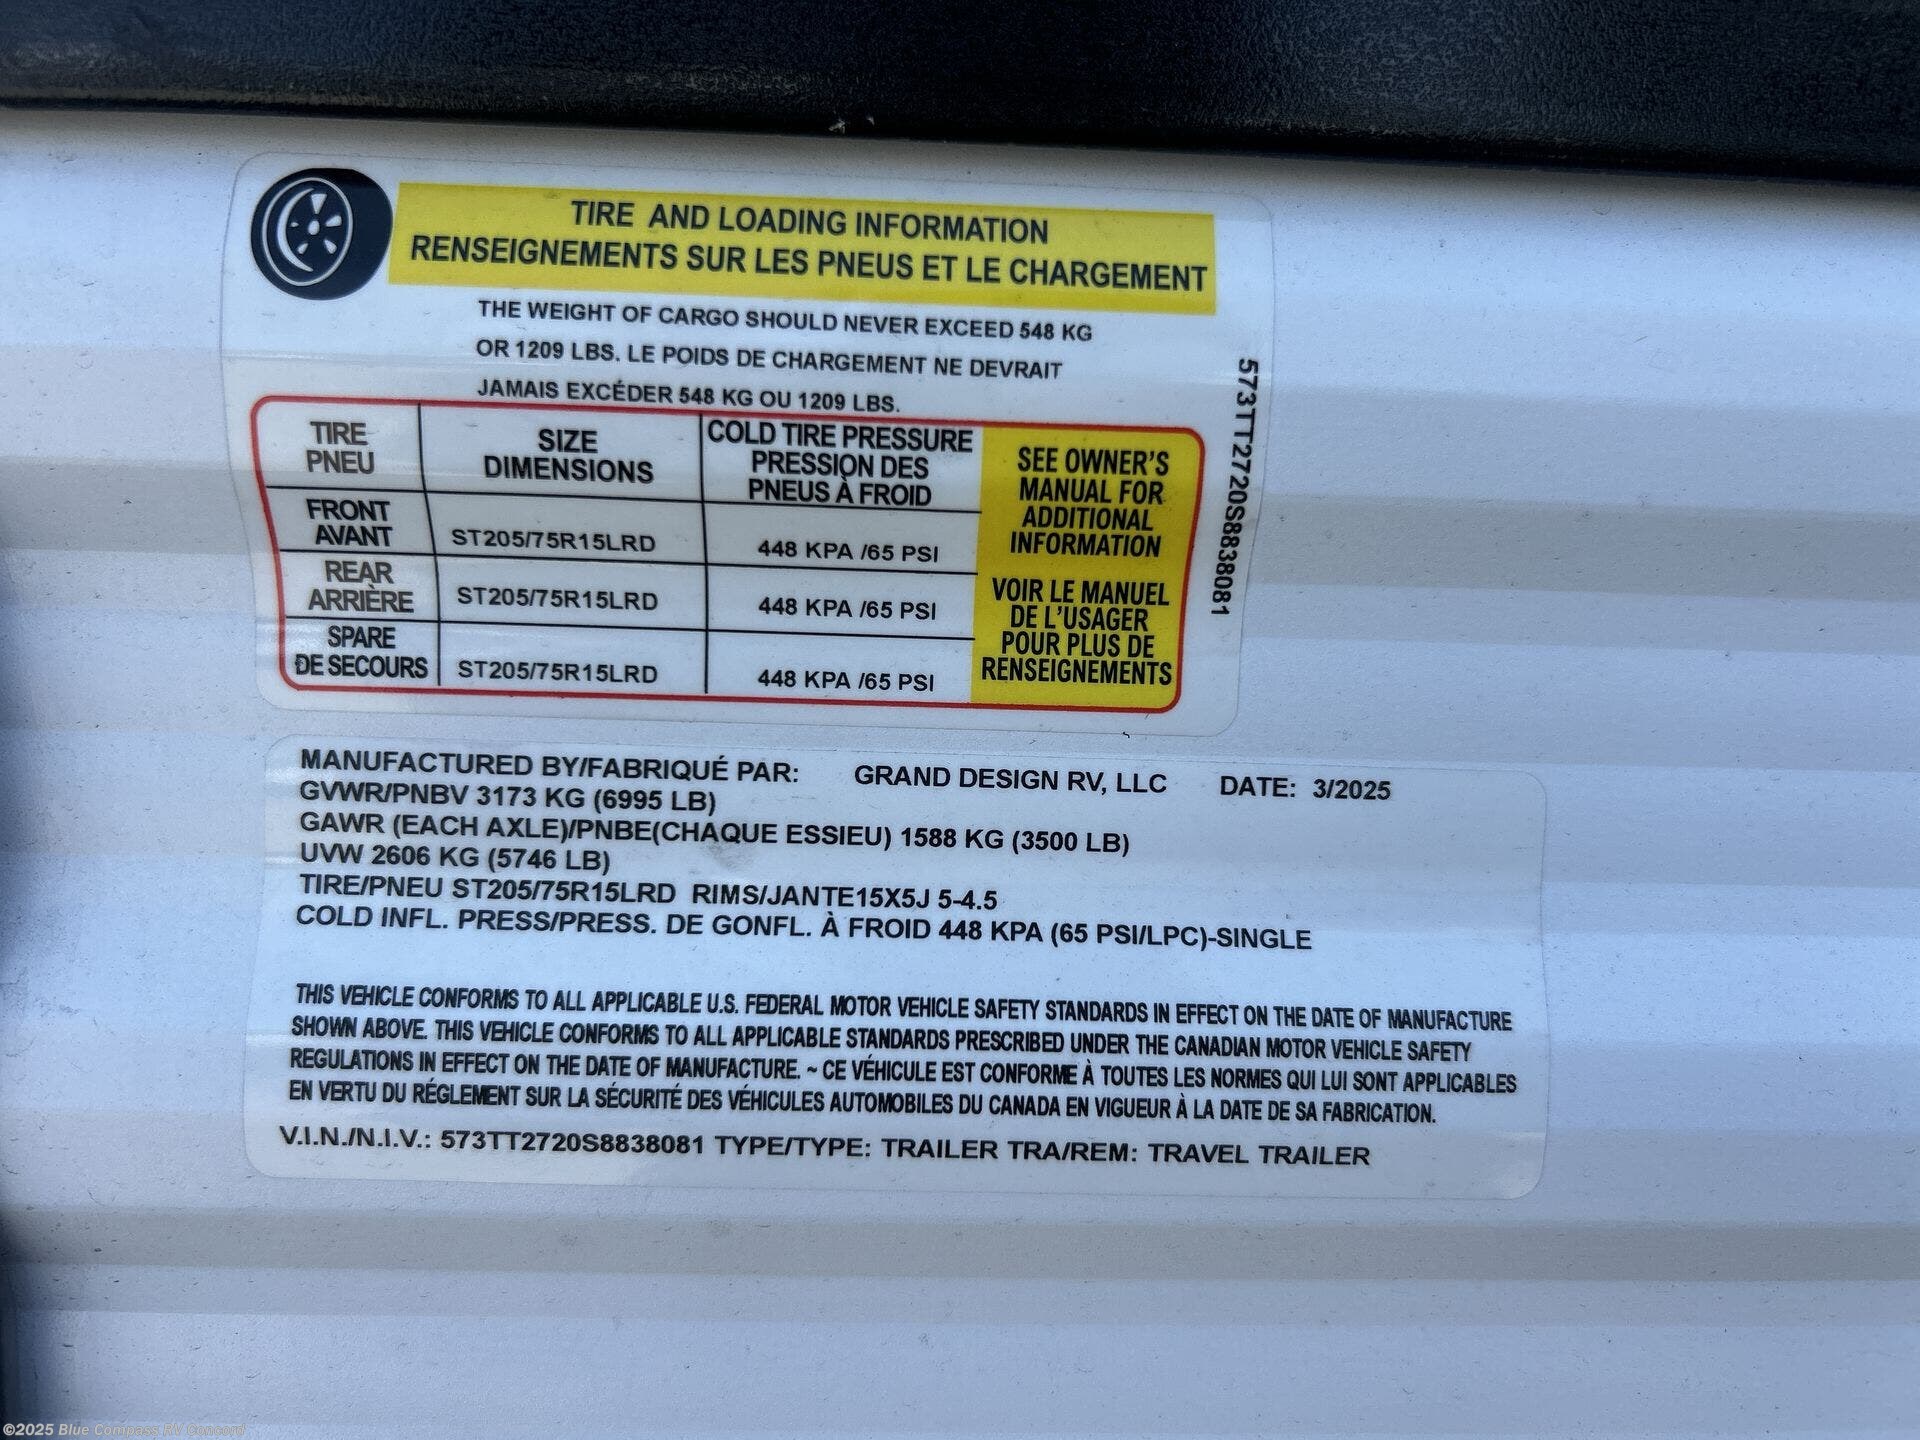 TIRE AND LOADING INFORMATION
RENSEIGNEMENTS SUR LES PNEUS ET LE CHARGEMENT
THE WEIGHT OF CARGO SHOULD NEVER EXCEED 548 KG
OR 1209 LBS. LE POIDS DE CHARGEMENT NE DEVRAIT
JAMAIS EXCÉDER 548 KG OU 1209 LBS.
TIRE
PNEU
SIZE
DIMENSIONS
COLD TIRE PRESSURE
PRESSION DES
PNEUS À FROID
FRONT
AVANT
ST205/75R15LRD
448 KPA /65 PSI
REAR
ARRIÈRE
ST205/75R15LRD
448 KPA /65 PSI
SPARE
DE SECOURS
ST205/75R15LRD
448 KPA /65 PSI
SEE OWNER'S
MANUAL FOR
ADDITIONAL
INFORMATION
VOIR LE MANUEL
DE L'USAGER
POUR PLUS DE
RENSEIGNEMENTS
573TT2720S8838081
MANUFACTURED BY/FABRIQUÉ PAR: GRAND DESIGN RV, LLC DATE: 3/2025
GVWR/PNBV 3173 KG (6995 LB)
GAWR (EACH AXLE)/PNBE(CHAQUE ESSIEU) 1588 KG (3500 LB)
UVW 2606 KG (5746 LB)
TIRE/PNEU ST205/75R15LRD RIMS/JANTE15X5J 5-4.5
COLD INFL. PRESS/PRESS. DE GONFL. À FROID 448 KPA (65 PSI/LPC)-SINGLE
THIS VEHICLE CONFORMS TO ALL APPLICABLE U.S. FEDERAL MOTOR VEHICLE SAFETY STANDARDS IN EFFECT ON THE DATE OF MANUFACTURE
SHOWN ABOVE. THIS VEHICLE CONFORMS TO ALL APPLICABLE STANDARDS PRESCRIBED UNDER THE CANADIAN MOTOR VEHICLE SAFETY
REGULATIONS IN EFFECT ON THE DATE OF MANUFACTURE. ~ CE VÉHICULE EST CONFORME À TOUTES LES NORMES QUI LUI SONT APPLICABLES
EN VERTU DU RÉGLEMENT SUR LA SÉCURITÉ DES VÉHICULES AUTOMOBILES DU CANADA EN VIGUEUR À LA DATE DE SA FABRICATION.
V.I.N./N.I.V.: 573TT2720S8838081 TYPE/TYPE: TRAILER TRA/REM: TRAVEL TRAILER
©2025 Blue Compass RV Concord